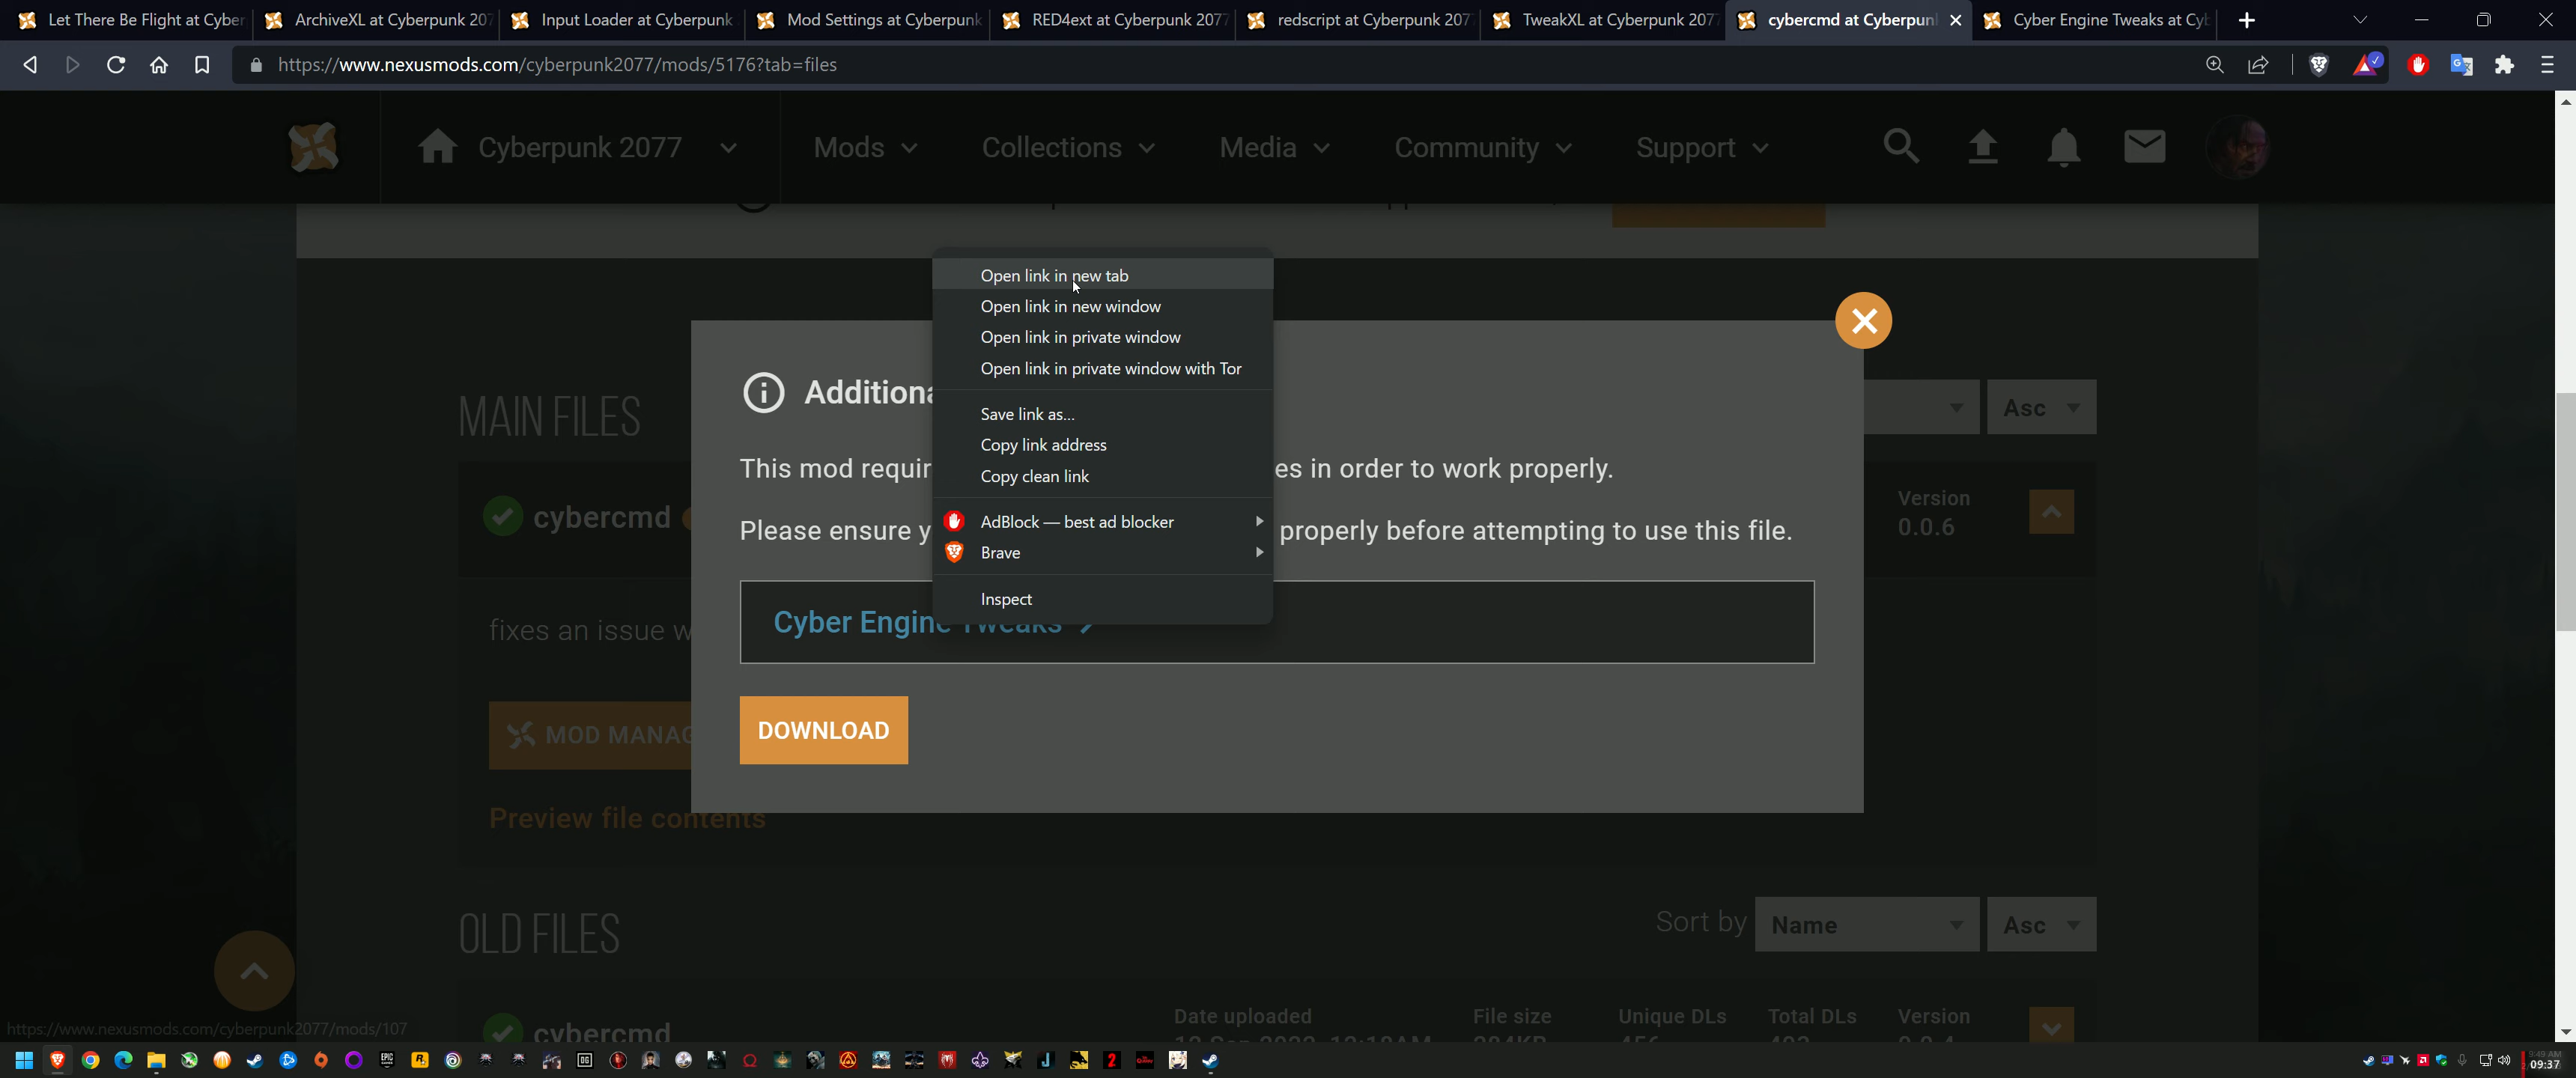 Let There Be Flight at Cyber
ArchiveXL at Cyberpunk 207
Input Loader at Cyberpunk
Mod Settings at Cyberpunk
RED4ext at Cyberpunk 2077
redscript at Cyberpunk 207
TweakXL at Cyberpunk 207
cybercmd at Cyberpun
Cyber Engine Tweaks at Cyb
https://www.nexusmods.com/cyberpunk2077/mods/5176?tab=files
Cyberpunk 2077
Mods
Collections
Media
Community
Support
Open link in new tab
Open link in new window
Open link in private window
Open link in private window with Tor
Save link as...
Copy link address
Copy clean link
AdBlock — best ad blocker
Brave
Inspect
MAIN FILES
Additiona
Asc
This mod requir
es in order to work properly.
cybercmd
Version
0.0.6
Please ensure y
properly before attempting to use this file.
fixes an issue w
Cyber Engine Tweaks
MOD MANAG
DOWNLOAD
Preview file contents
OLD FILES
Sort by
Name
Asc
cybercmd
Date uploaded
File size
Unique DLs
Total DLs
Version
https://www.nexusmods.com/cyberpunk2077/mods/107
9:49 AM
09:37